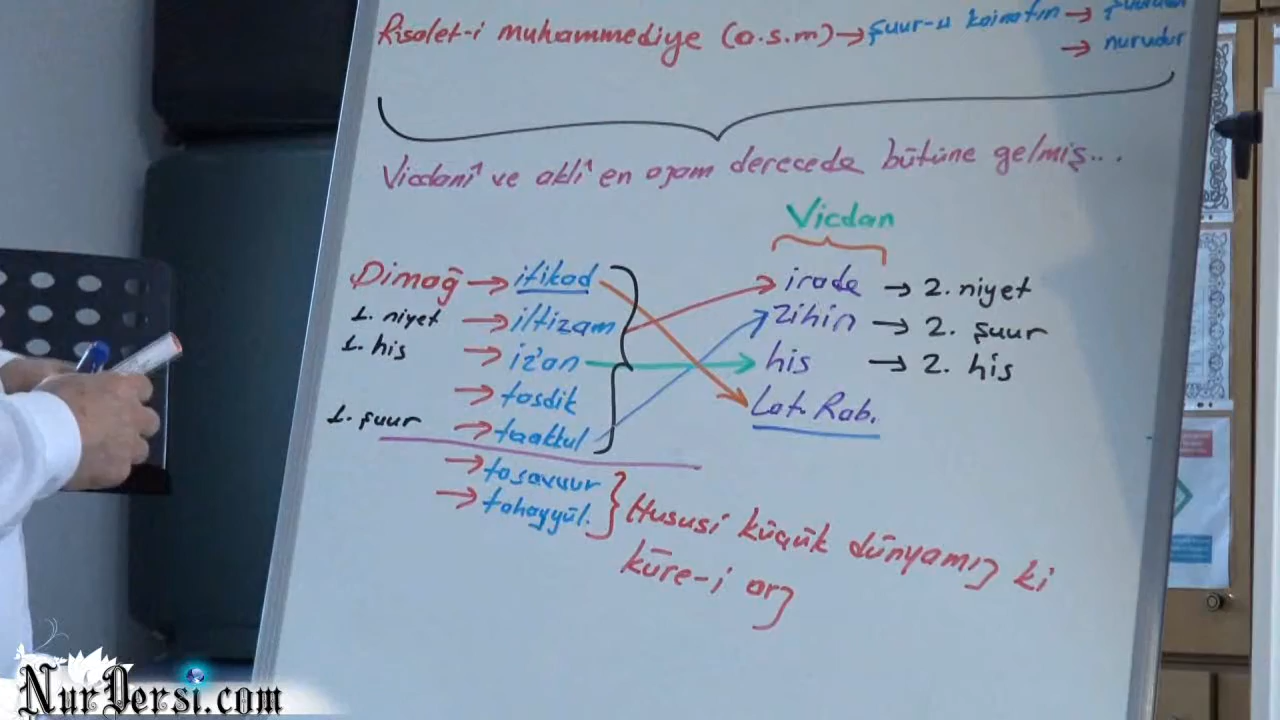 Risalet-i muhammediye (a.s.m) → şuur-u kainatın → şuurudur
→ nurudur
Vicdanî ve aklî en azam derecede bütüne gelmiş...
Vicdan
Dimağ → itikad
irade → 2. niyet
1. niyet → iltizam
Zihin → 2. şuur
1. his → iz'an
his → 2. his
→ tasdik
Lat. Rab.
1. şuur → taakkul
→ tasavvur
→ tahayyül.
Hususi küçük dünyamız ki
küre-i arz
NurDersi.com